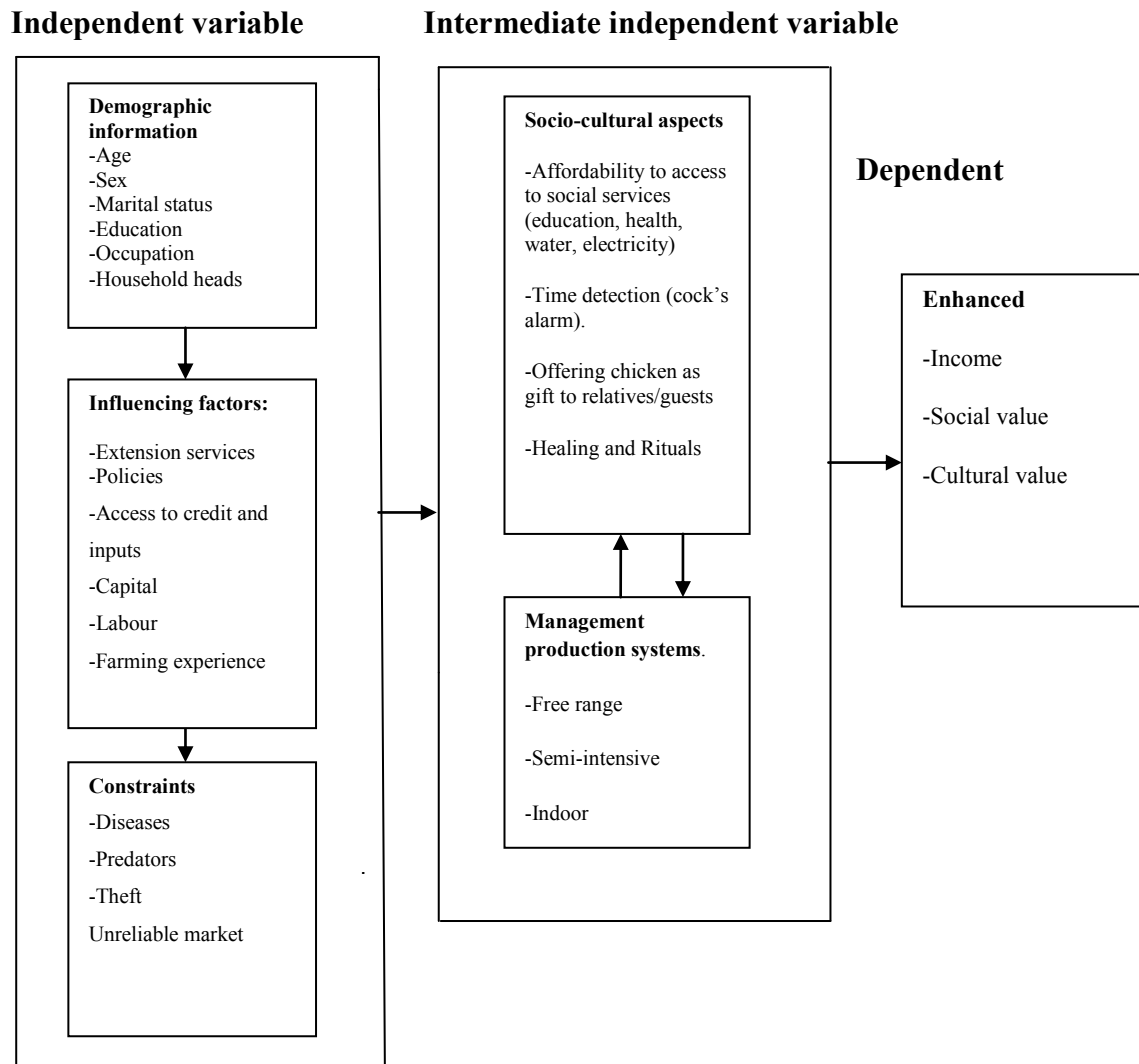 Independent variable
Demographic
information
-Age
-Sex
-Marital status
-Education
-Occupation
-Household heads
Influencing factors:
-Extension services
-Policies
-Access to credit and
inputs
-Capital
-Labour
-Farming experience
Constraints
-Diseases
-Predators
-Theft
Unreliable market
.
Intermediate independent variable
Socio-cultural aspects
-Affordability to access
to social services
(education, health,
water, electricity)
-Time detection (cock’s
alarm).
-Offering chicken as
gift to relatives/guests
-Healing and Rituals
Management
production systems.
-Free range
-Semi-intensive
-Indoor
Dependent
Enhanced
-Income
-Social value
-Cultural value